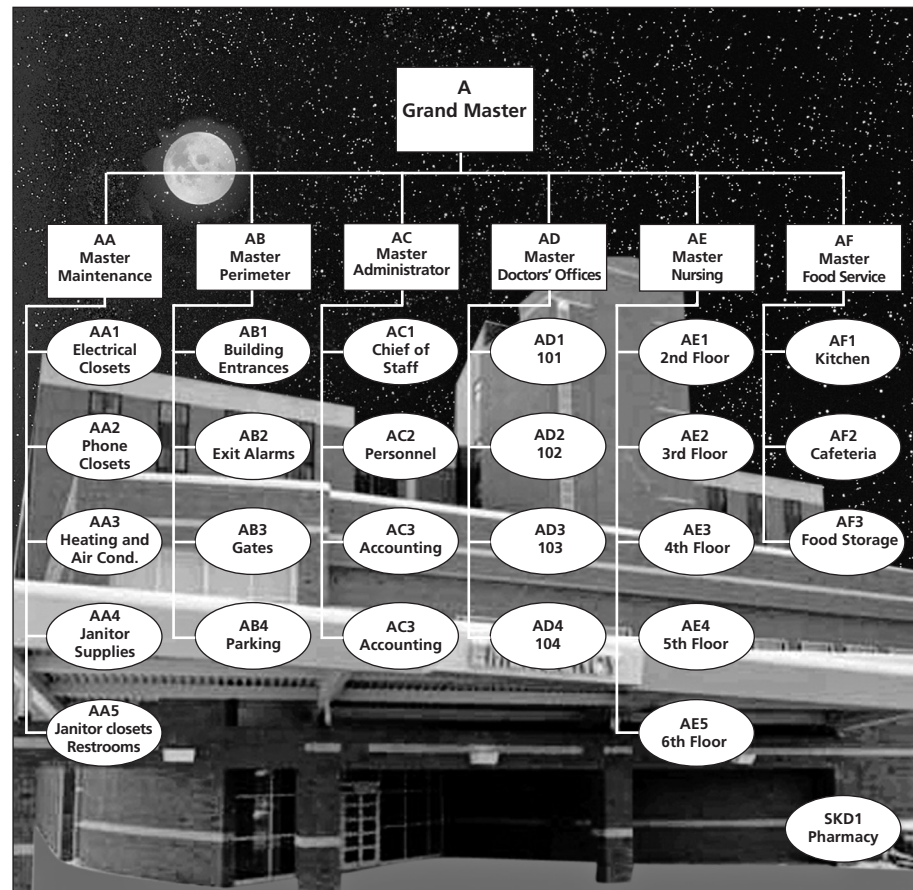 A
Grand Master
AA
Master
Maintenance
AB
Master
Perimeter
AC
Master
Administrator
AD
Master
Doctors’ Offices
AE
Master
Nursing
AF
Master
Food Service
AA1
Electrical
Closets
AA2
Phone
Closets
AA3
Heating and
Air Cond.
AA4
Janitor
Supplies
AA5
Janitor closets
Restrooms
AB1
Building
Entrances
AB2
Exit Alarms
AB3
Gates
AB4
Parking
AC1
Chief of
Staff
AC2
Personnel
AC3
Accounting
AC3
Accounting
AD1
101
AD2
102
AD3
103
AD4
104
AE1
2nd Floor
AE2
3rd Floor
AE3
4th Floor
AE4
5th Floor
AE5
6th Floor
AF1
Kitchen
AF2
Cafeteria
AF3
Food Storage
SKD1
Pharmacy